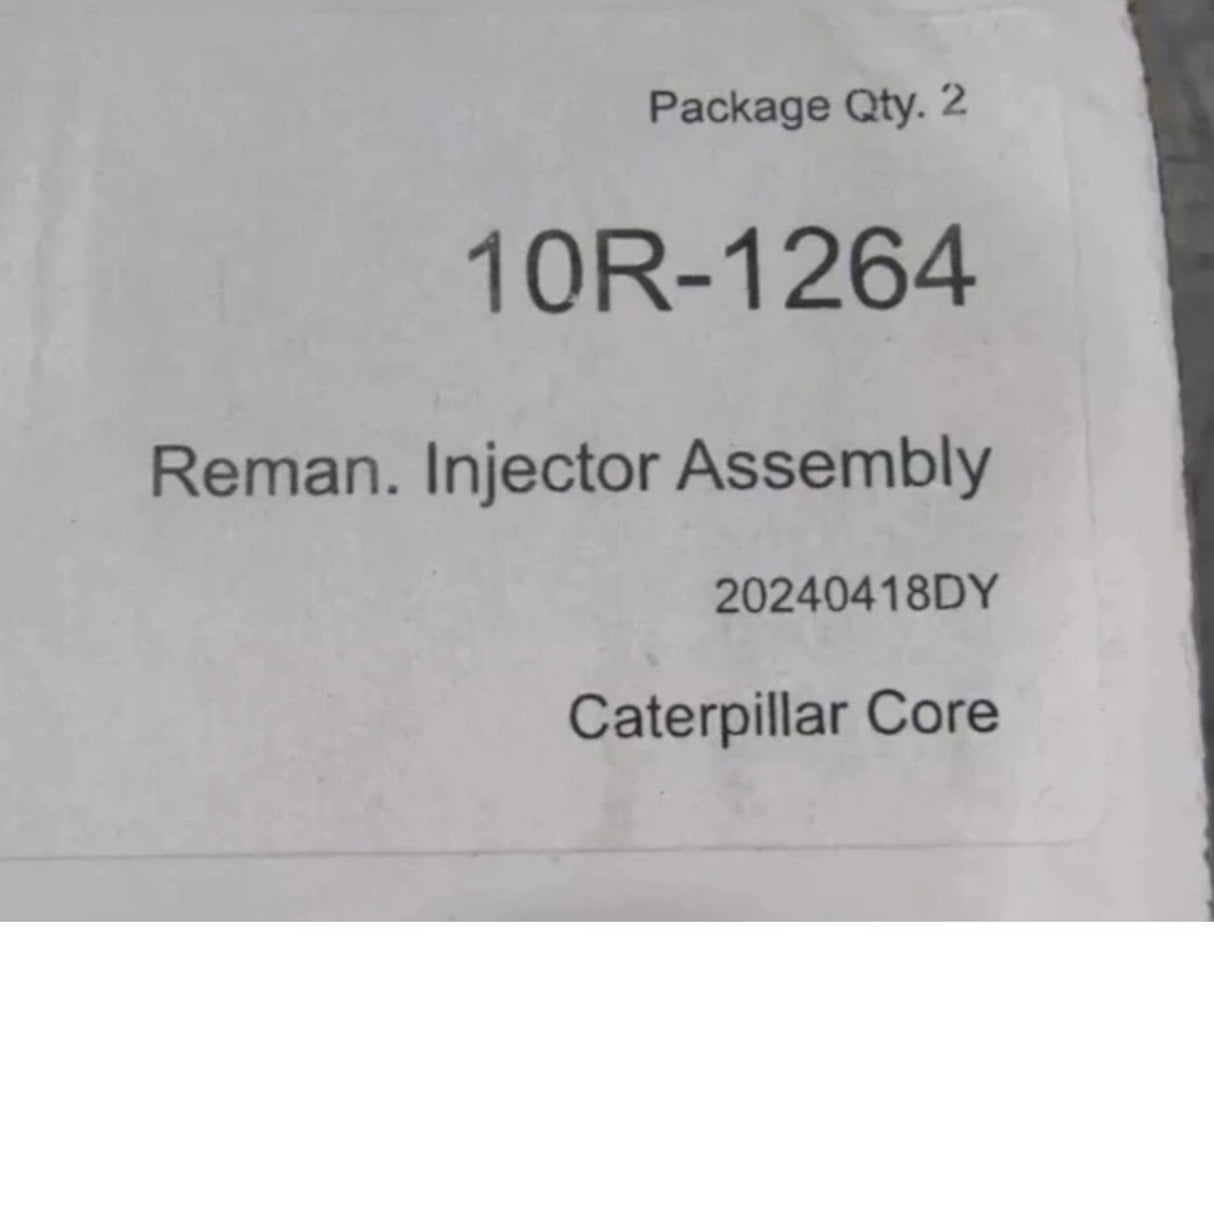 Package Qty. 2
10R-1264
Reman. Injector Assembly
20240418DY
Caterpillar Core